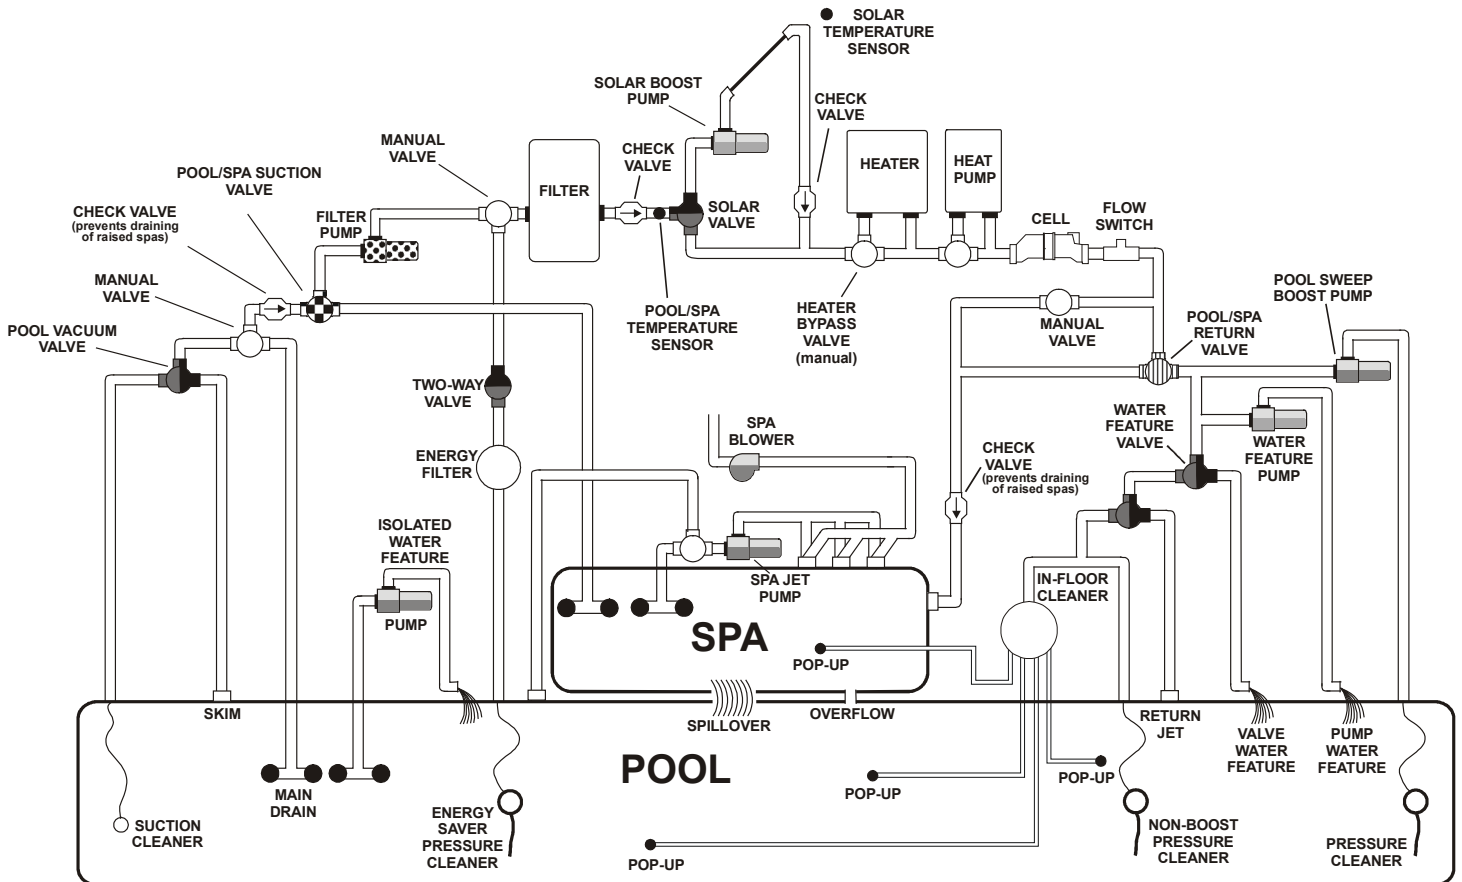 SOLAR
TEMPERATURE
SENSOR
SOLAR BOOST
PUMP
CHECK
VALVE
MANUAL
VALVE
CHECK
VALVE
HEATER
HEAT
PUMP
POOL/SPA SUCTION
VALVE
FILTER
CHECK VALVE
(prevents draining
of raised spas)
FILTER
PUMP
SOLAR
VALVE
CELL
FLOW
SWITCH
MANUAL
VALVE
POOL VACUUM
VALVE
POOL/SPA
TEMPERATURE
SENSOR
HEATER
BYPASS
VALVE
(manual)
MANUAL
VALVE
POOL/SPA
RETURN
VALVE
POOL SWEEP
BOOST PUMP
TWO-WAY
VALVE
ENERGY
FILTER
SPA
BLOWER
CHECK
VALVE
(prevents draining
of raised spas)
WATER
FEATURE
VALVE
WATER
FEATURE
PUMP
ISOLATED
WATER
FEATURE
PUMP
SPA JET
PUMP
IN-FLOOR
CLEANER
SPA
POP-UP
SKIM
SPILLOVER
OVERFLOW
RETURN
JET
VALVE
WATER
FEATURE
PUMP
WATER
FEATURE
POOL
MAIN
DRAIN
POP-UP
POP-UP
SUCTION
CLEANER
ENERGY
SAVER
PRESSURE
CLEANER
POP-UP
NON-BOOST
PRESSURE
CLEANER
PRESSURE
CLEANER